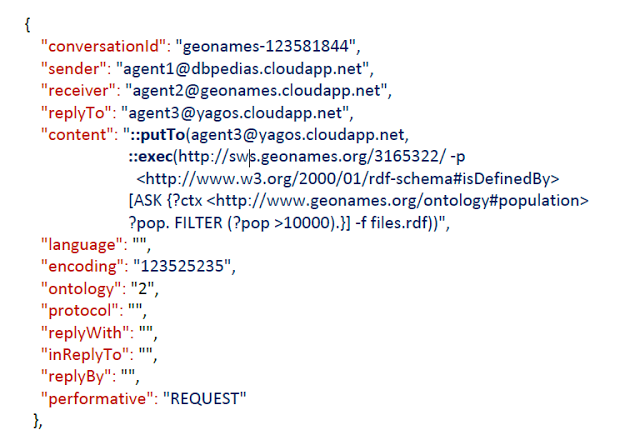 {
"conversationId": "geonames-123581844",
"sender": "agent1@dbpedias.cloudapp.net",
"receiver": "agent2@geonames.cloudapp.net",
"replyTo": "agent3@yagos.cloudapp.net",
"content": "::putTo(agent3@yagos.cloudapp.net,
::exec(http://sws.geonames.org/3165322/ -p
<http://www.w3.org/2000/01/rdf-schema#isDefinedBy>
[ASK {?ctx <http://www.geonames.org/ontology#population>
?pop. FILTER (?pop >10000).}] -f files.rdf))",
"language": "",
"encoding": "123525235",
"ontology": "2",
"protocol": "",
"replyWith": "",
"inReplyTo": "",
"replyBy": "",
"performative": "REQUEST"
},